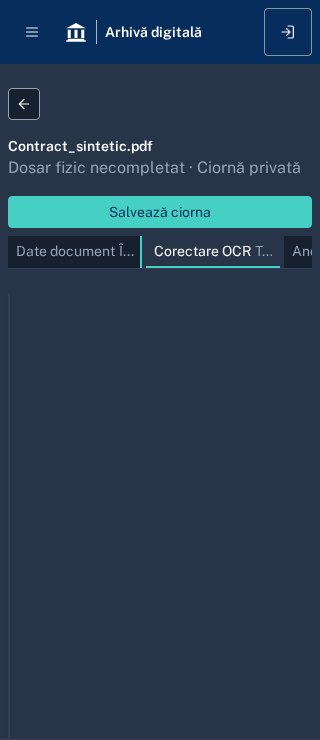 Arhivă digitală
Contract_sintetic.pdf
Dosar fizic necompletat · Ciornă privată
Salvează ciorna
Date document Î... Corectare OCR T... An